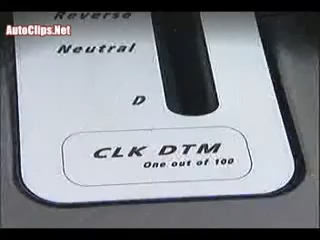 AutoClips.Net
Reverse
Neutral
D
CLK DTM
One out of 100